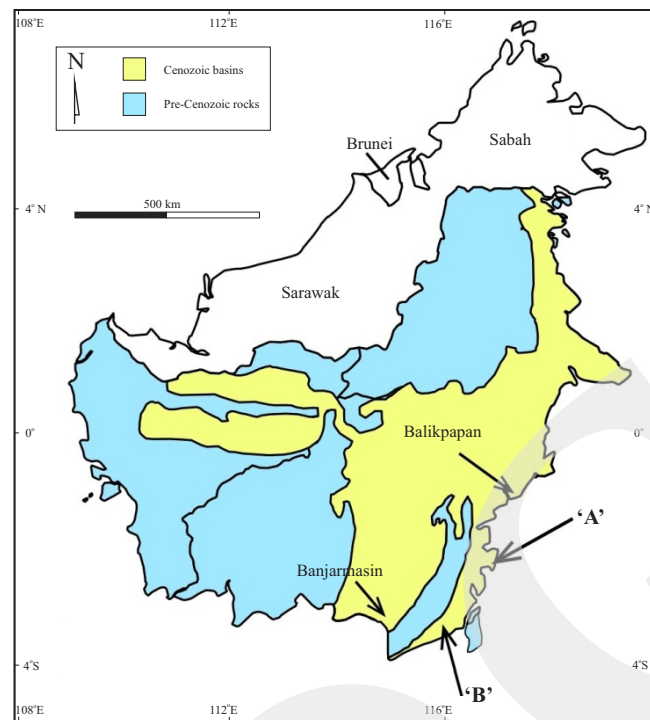 108°E
112°E
116°E
N
Cenozoic basins
Pre-Cenozoic rocks
Sabah
Brunei
4° N
4° N
500 km
Sarawak
Balikpapan
0°
0°
‘A’
Banjarmasin
4°S
4°S
‘B’
108°E
112°E
116°E